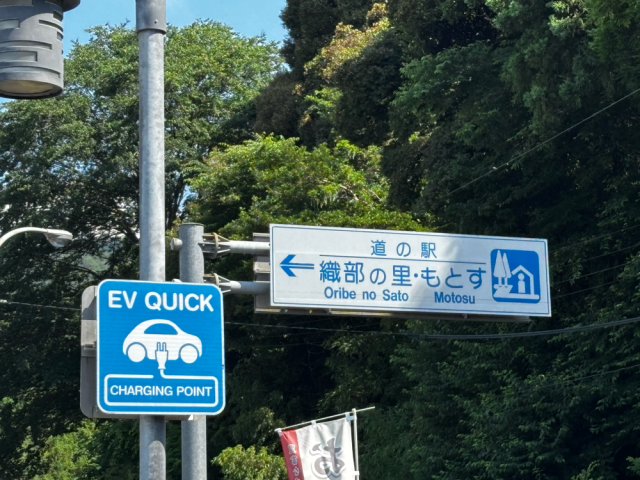 道の駅
織部の里・もとす
Oribe no Sato Motosu
EV QUICK
CHARGING POINT